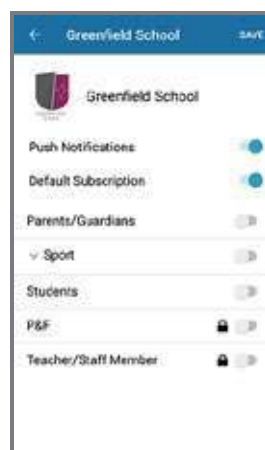 Greenfield School SAVE
Greenfield School
Push Notifications
Default Subscription
Parents/Guardians
Sport
Students
P&F
Teacher/Staff Member